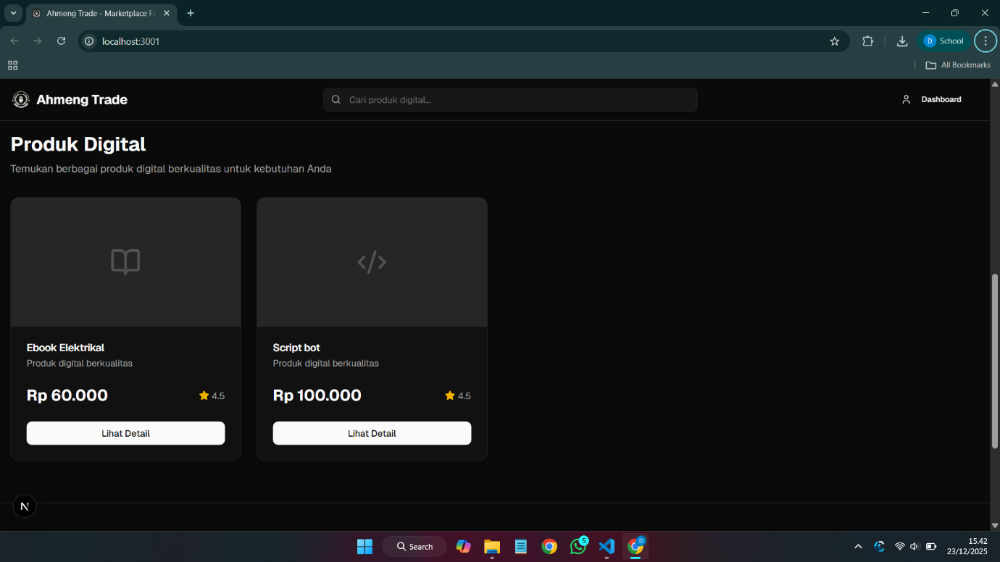 Ahmeng Trade - Marketplace Fi
localhost:3001
School
All Bookmarks
Ahmeng Trade
Cari produk digital...
Dashboard
Produk Digital
Temukan berbagai produk digital berkualitas untuk kebutuhan Anda
Ebook Elektrikal
Produk digital berkualitas
Rp 60.000
4.5
Lihat Detail
Script bot
Produk digital berkualitas
Rp 100.000
4.5
Lihat Detail
N
Search
5
D
15.42
23/12/2025